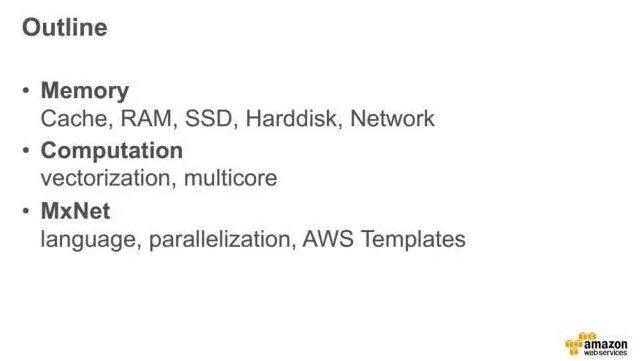 Outline
• Memory
Cache, RAM, SSD, Harddisk, Network
• Computation
vectorization, multicore
• MxNet
language, parallelization, AWS Templates
amazon
webservices